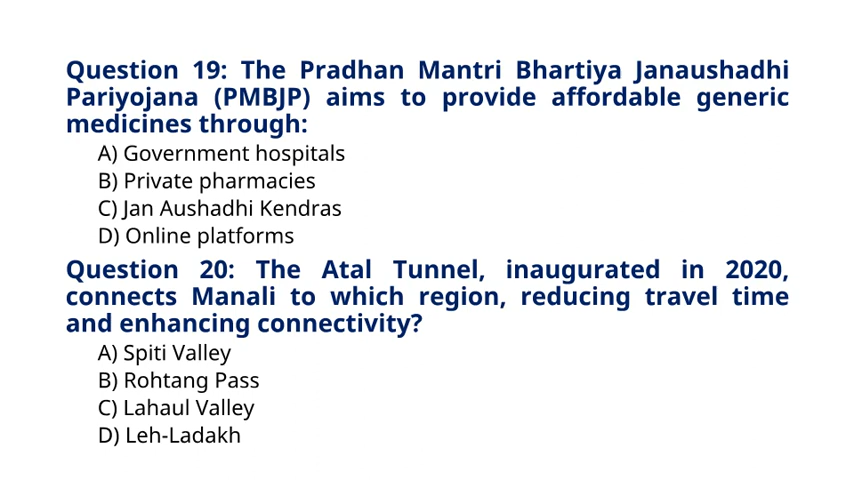 Question 19: The Pradhan Mantri Bhartiya Janaushadhi
Pariyojana (PMBJP) aims to provide affordable generic
medicines through:
A) Government hospitals
B) Private pharmacies
C) Jan Aushadhi Kendras
D) Online platforms
Question 20: The Atal Tunnel, inaugurated in 2020,
connects Manali to which region, reducing travel time
and enhancing connectivity?
A) Spiti Valley
B) Rohtang Pass
C) Lahaul Valley
D) Leh-Ladakh